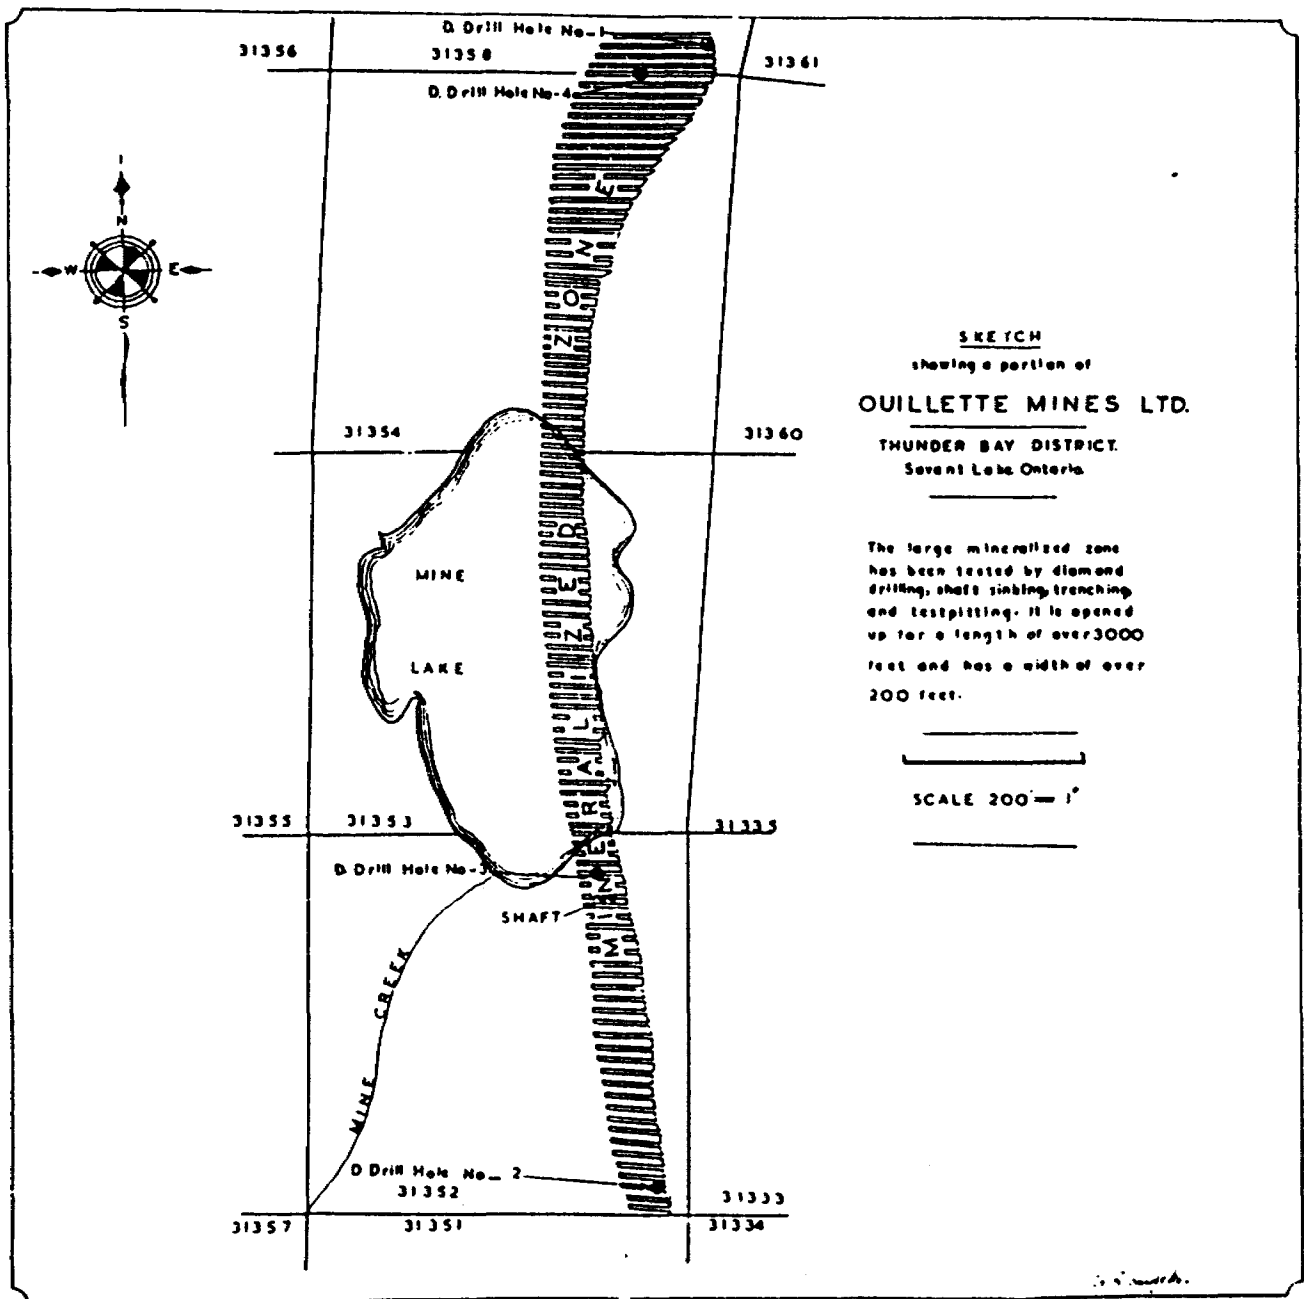 D. Drill Hole No-1
31356
31358
31361
D. Drill Hole No-4
N
W
E
S
MINERALIZED ZONE
SKETCH
showing a portion of
OUILLETTE MINES LTD.
THUNDER BAY DISTRICT.
Savant Lake Ontario
31354
31360
The large mineralized zone
has been tested by diamond
drilling, shaft sinking, trenching,
and testpitting. It is opened
up for a length of over 3000
feet and has a width of over
200 feet.
MINE
LAKE
SCALE 200' = 1"
31355
31353
31335
D. Drill Hole No-3
SHAFT
MINE CREEK
D Drill Hole No_ 2
31352
31333
31357
31351
31334